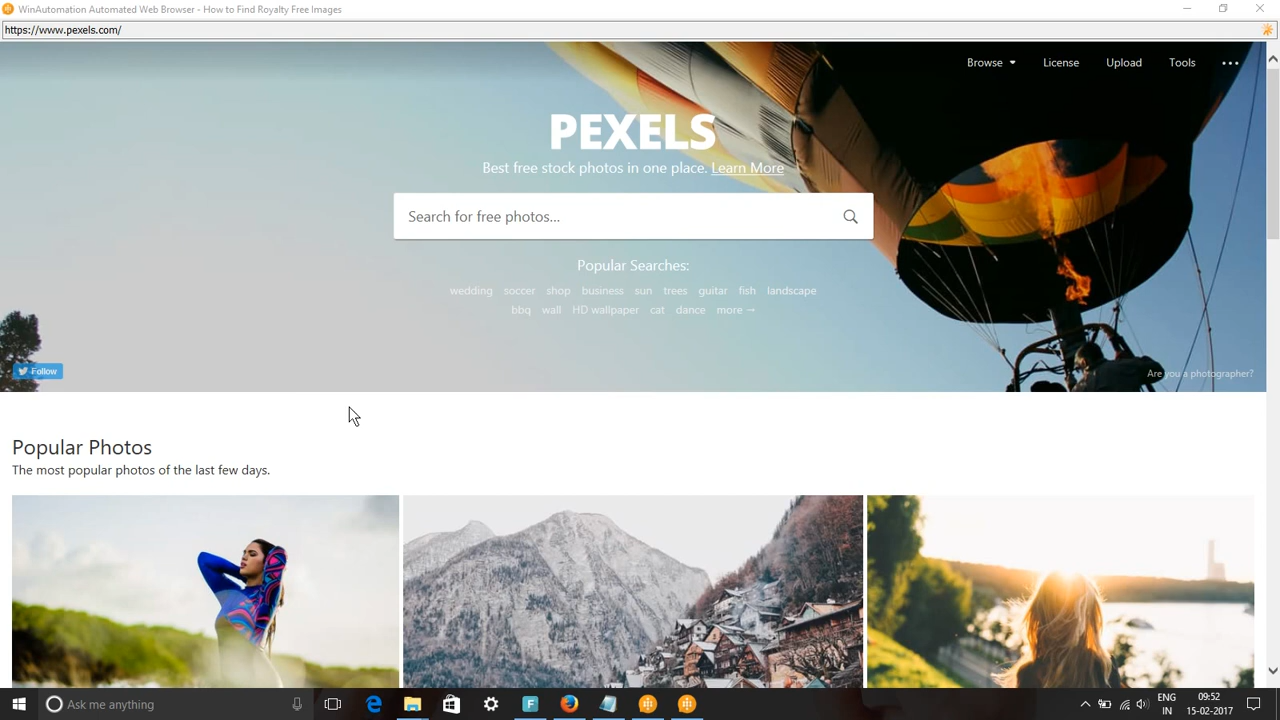 WinAutomation Automated Web Browser - How to Find Royalty Free Images
https://www.pexels.com/
Browse License Upload Tools
PEXELS
Best free stock photos in one place. Learn More
Search for free photos...
Popular Searches:
wedding soccer shop business sun trees guitar fish landscape
bbq wall HD wallpaper cat dance more →
Follow
Are you a photographer?
Popular Photos
The most popular photos of the last few days.
Ask me anything
ENG
IN
09:52
15-02-2017